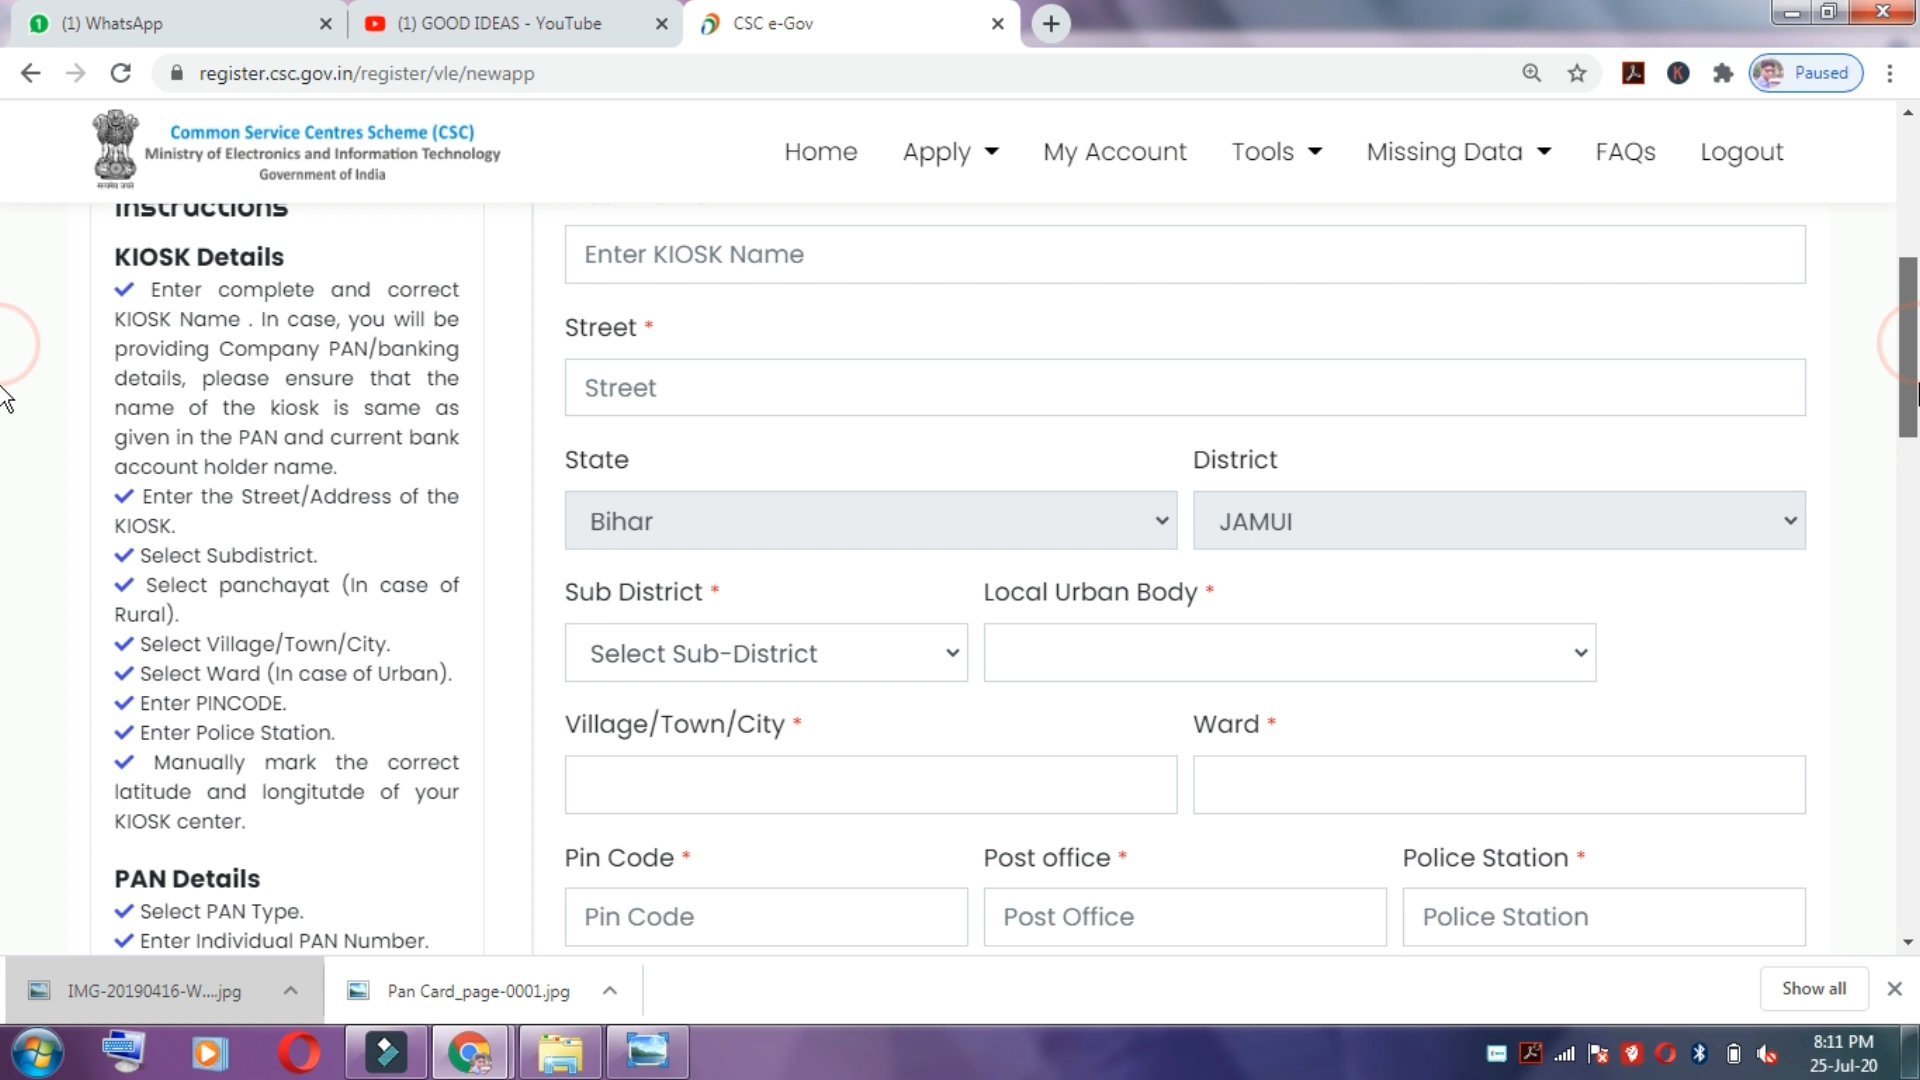 (1) WhatsApp
(1) GOOD IDEAS - YouTube
CSC e-Gov
register.csc.gov.in/register/vle/newapp
Paused
सत्यमेव जयते
Common Service Centres Scheme (CSC)
Ministry of Electronics and Information Technology
Government of India
Home
Apply
My Account
Tools
Missing Data
FAQs
Logout
Instructions
KIOSK Details
Enter complete and correct
KIOSK Name . In case, you will be
providing Company PAN/banking
details, please ensure that the
name of the kiosk is same as
given in the PAN and current bank
account holder name.
Enter the Street/Address of the
KIOSK.
Select Subdistrict.
Select panchayat (In case of
Rural).
Select Village/Town/City.
Select Ward (In case of Urban).
Enter PINCODE.
Enter Police Station.
Manually mark the correct
latitude and longitutde of your
KIOSK center.
PAN Details
Select PAN Type.
Enter Individual PAN Number.
Enter KIOSK Name
Street *
Street
State
District
Bihar
JAMUI
Sub District *
Local Urban Body *
Select Sub-District
Village/Town/City *
Ward *
Pin Code *
Post office *
Police Station *
Pin Code
Post Office
Police Station
IMG-20190416-W....jpg
Pan Card_page-0001.jpg
Show all
8:11 PM
25-Jul-20